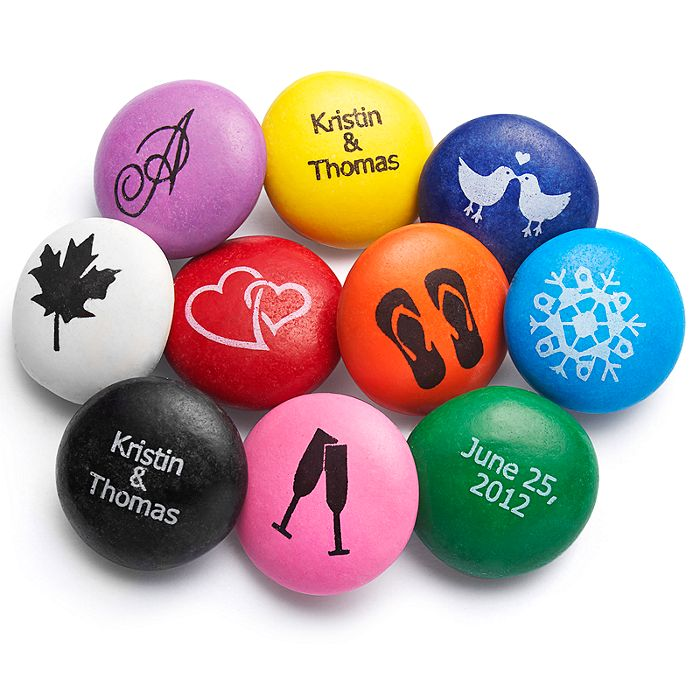 A
Kristin
&
Thomas
Kristin
&
Thomas
June 25,
2012